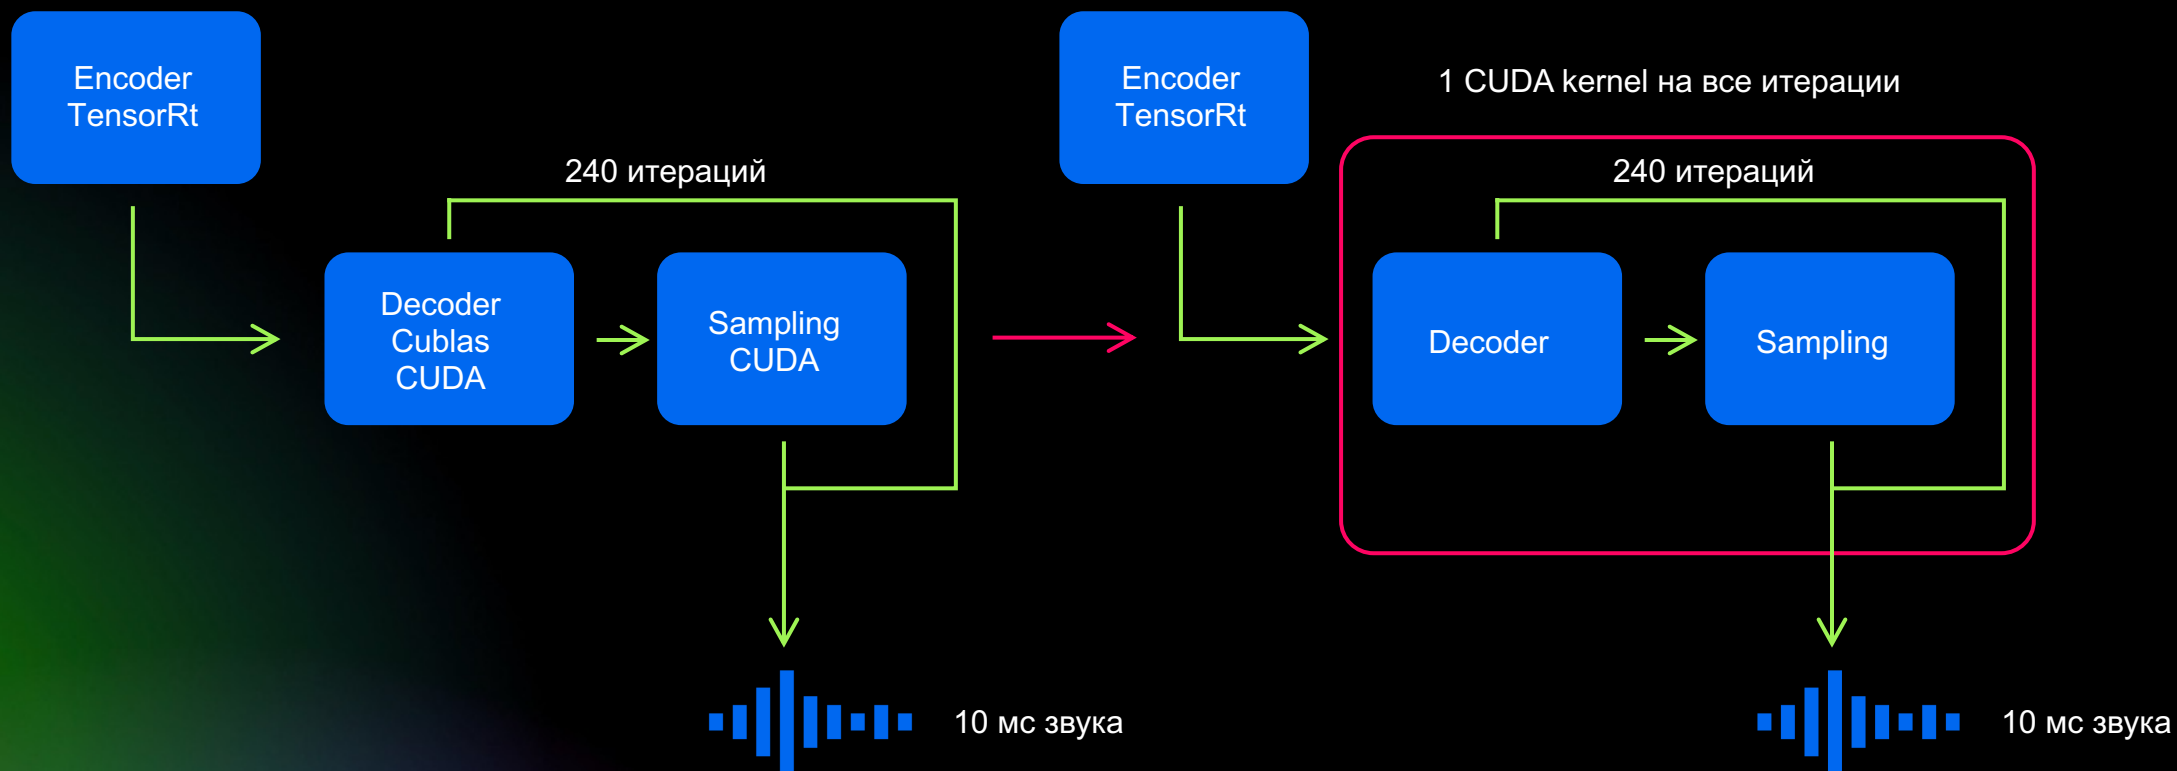 Encoder
TensorRt
240 итераций
Decoder
Cublas
CUDA
Sampling
CUDA
10 мс звука
Encoder
TensorRt
1 CUDA kernel на все итерации
240 итераций
Decoder
Sampling
10 мс звука